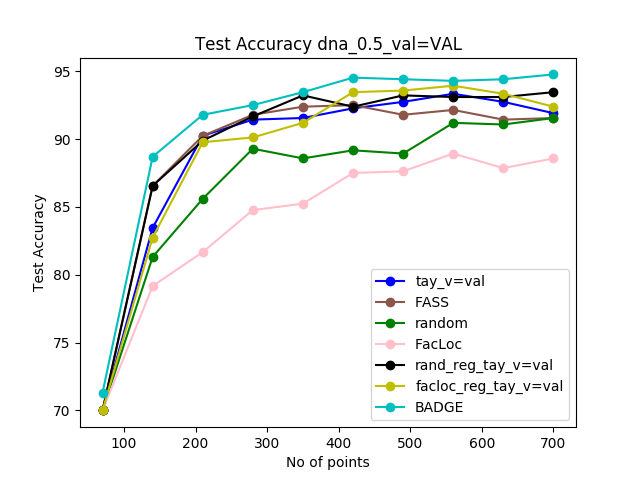 Test Accuracy dna_0.5_val=VAL
95
90
85
80
75
70
Test Accuracy
100
200
300
400
500
600
700
No of points
tay_v=val
FASS
random
FacLoc
rand_reg_tay_v=val
facloc_reg_tay_v=val
BADGE